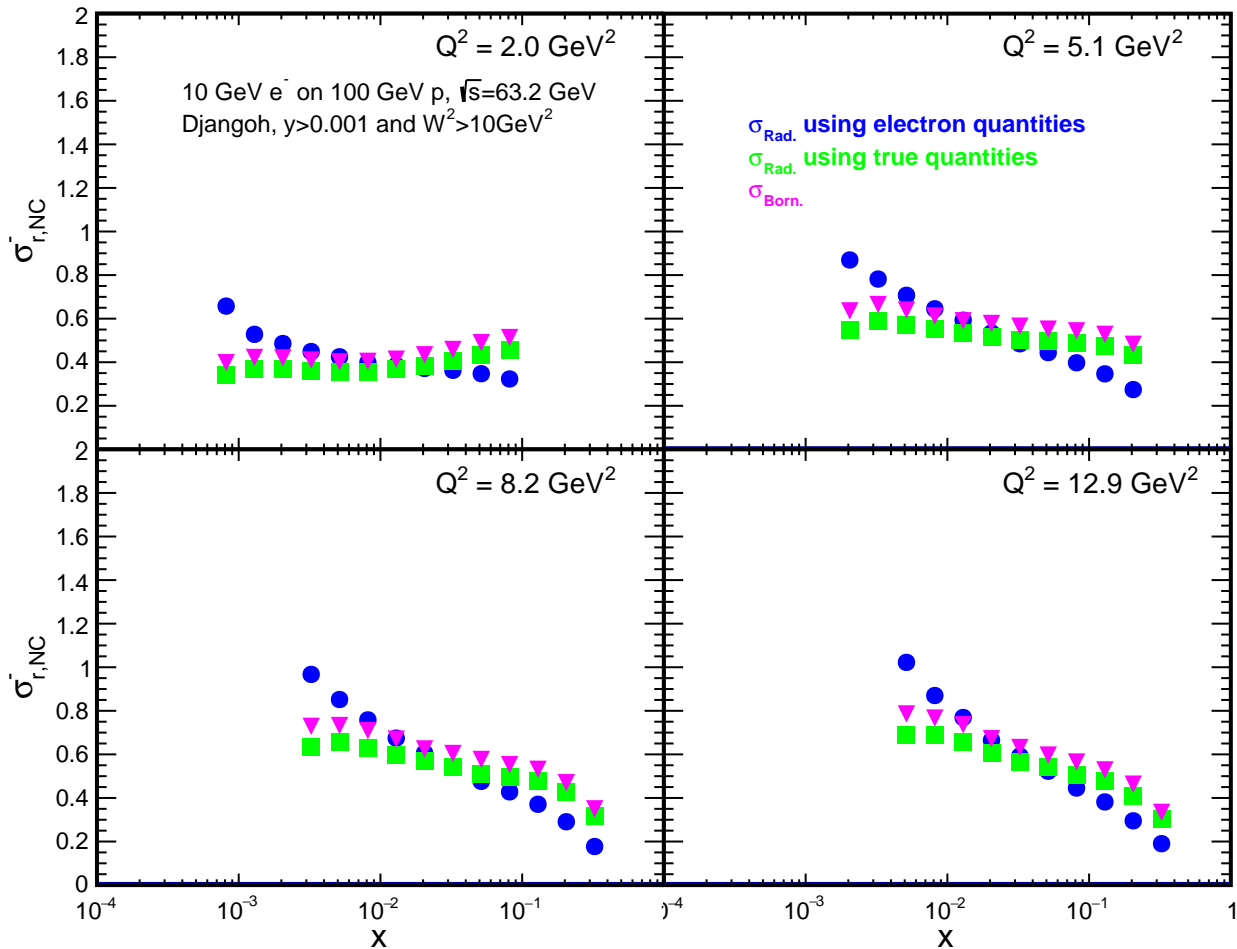 Q² = 2.0 GeV²
10 GeV e⁻ on 100 GeV p, √s=63.2 GeV
Djangoh, y>0.001 and W²>10GeV²
σ⁻r,NC
2
1.8
1.6
1.4
1.2
1
0.8
0.6
0.4
0.2
Q² = 5.1 GeV²
σRad. using electron quantities
σRad. using true quantities
σBorn.
Q² = 8.2 GeV²
σ⁻r,NC
2
1.8
1.6
1.4
1.2
1
0.8
0.6
0.4
0.2
0
10⁻⁴ 10⁻³ 10⁻² 10⁻¹
x
Q² = 12.9 GeV²
0⁻⁴ 10⁻³ 10⁻² 10⁻¹ 1
x